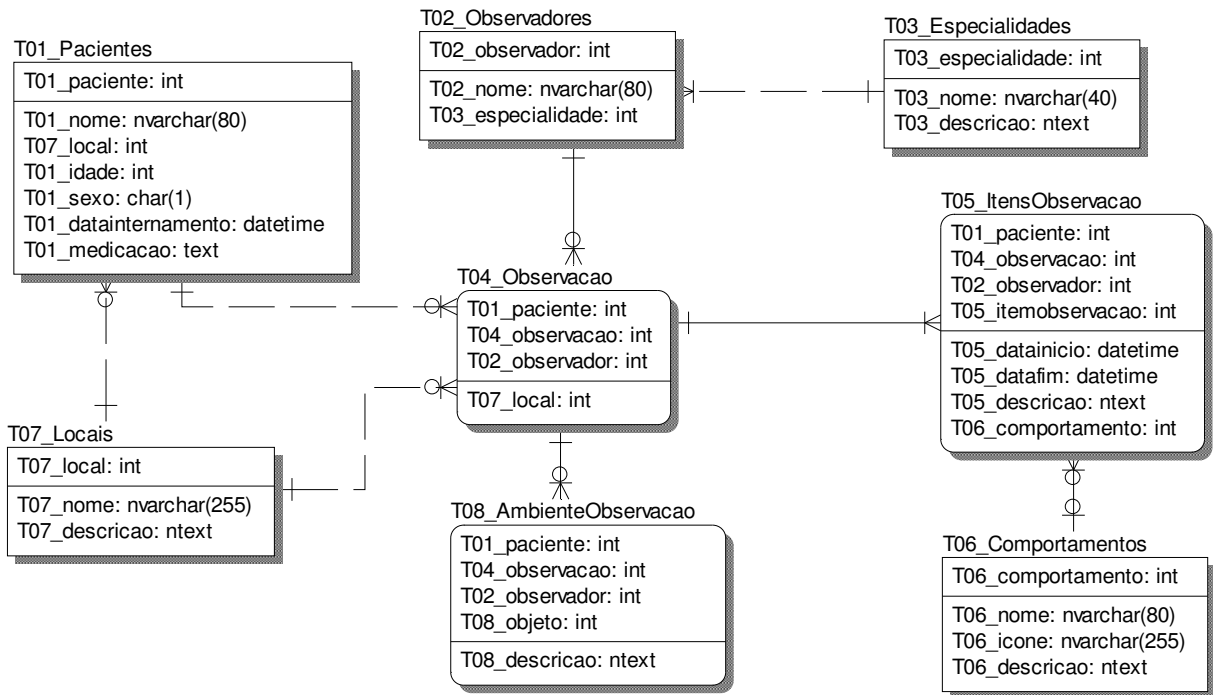 T01_Pacientes
T01_paciente: int
T01_nome: nvarchar(80)
T07_local: int
T01_idade: int
T01_sexo: char(1)
T01_datainternamento: datetime
T01_medicacao: text
T02_Observadores
T02_observador: int
T02_nome: nvarchar(80)
T03_especialidade: int
T03_Especialidades
T03_especialidade: int
T03_nome: nvarchar(40)
T03_descricao: ntext
T04_Observacao
T01_paciente: int
T04_observacao: int
T02_observador: int
T07_local: int
T05_ItensObservacao
T01_paciente: int
T04_observacao: int
T02_observador: int
T05_itemobservacao: int
T05_datainicio: datetime
T05_datafim: datetime
T05_descricao: ntext
T06_comportamento: int
T07_Locais
T07_local: int
T07_nome: nvarchar(255)
T07_descricao: ntext
T08_AmbienteObservacao
T01_paciente: int
T04_observacao: int
T02_observador: int
T08_objeto: int
T08_descricao: ntext
T06_Comportamentos
T06_comportamento: int
T06_nome: nvarchar(80)
T06_icone: nvarchar(255)
T06_descricao: ntext